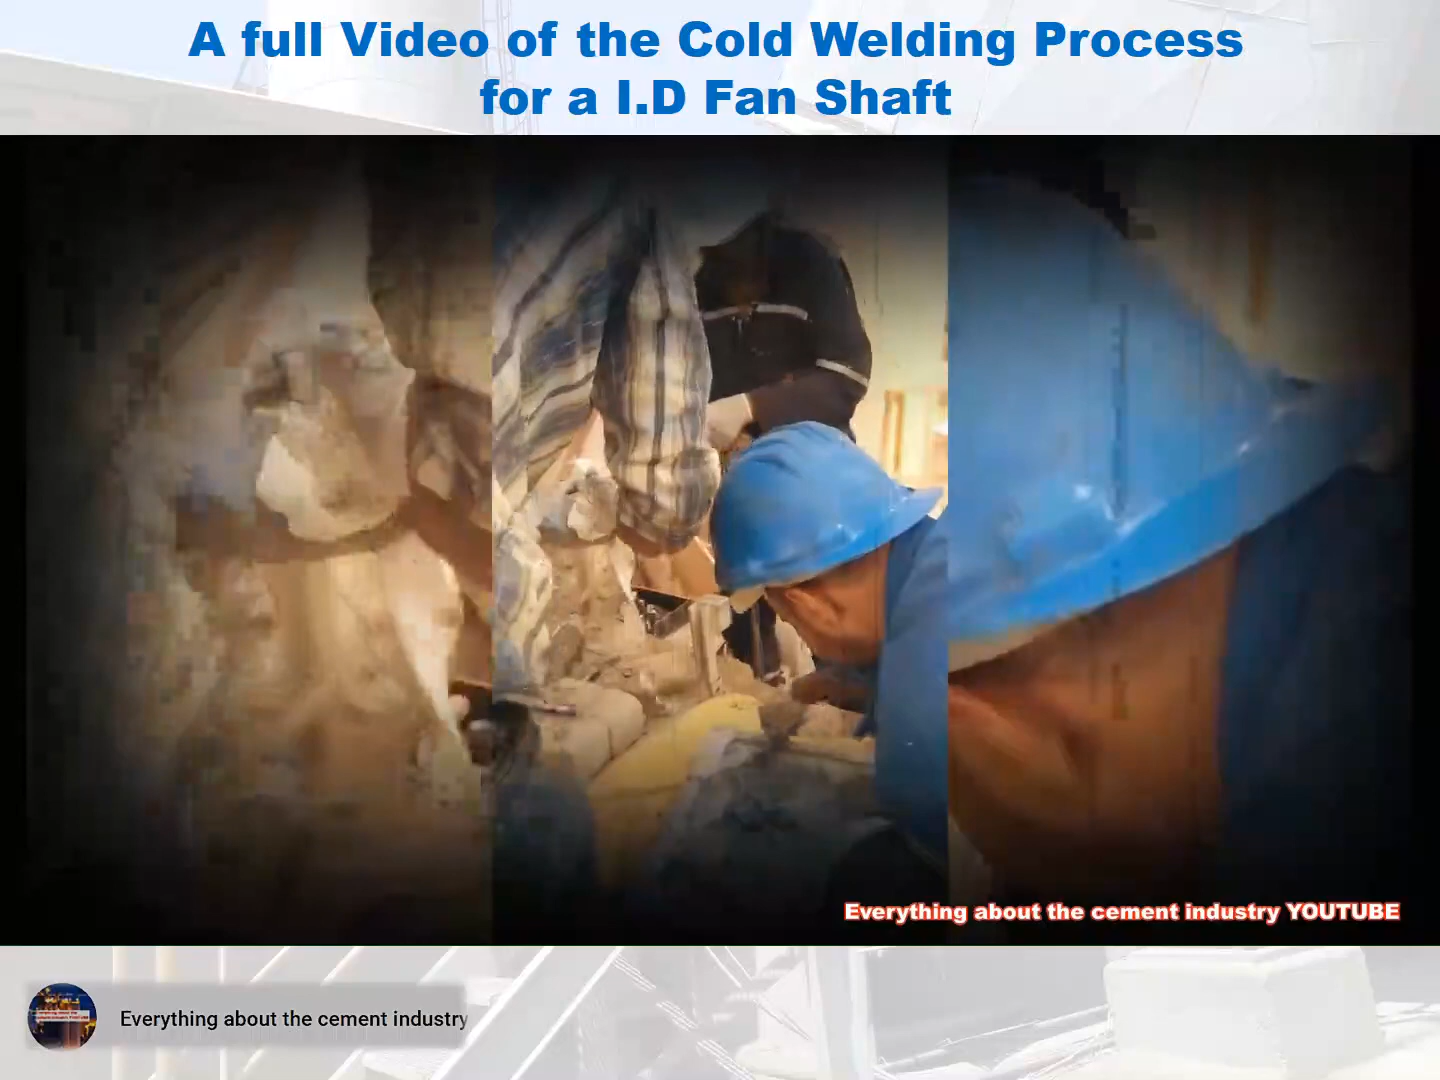 A full Video of the Cold Welding Process
for a I.D Fan Shaft
Everything about the cement industry YOUTUBE
Everything about the cement industry